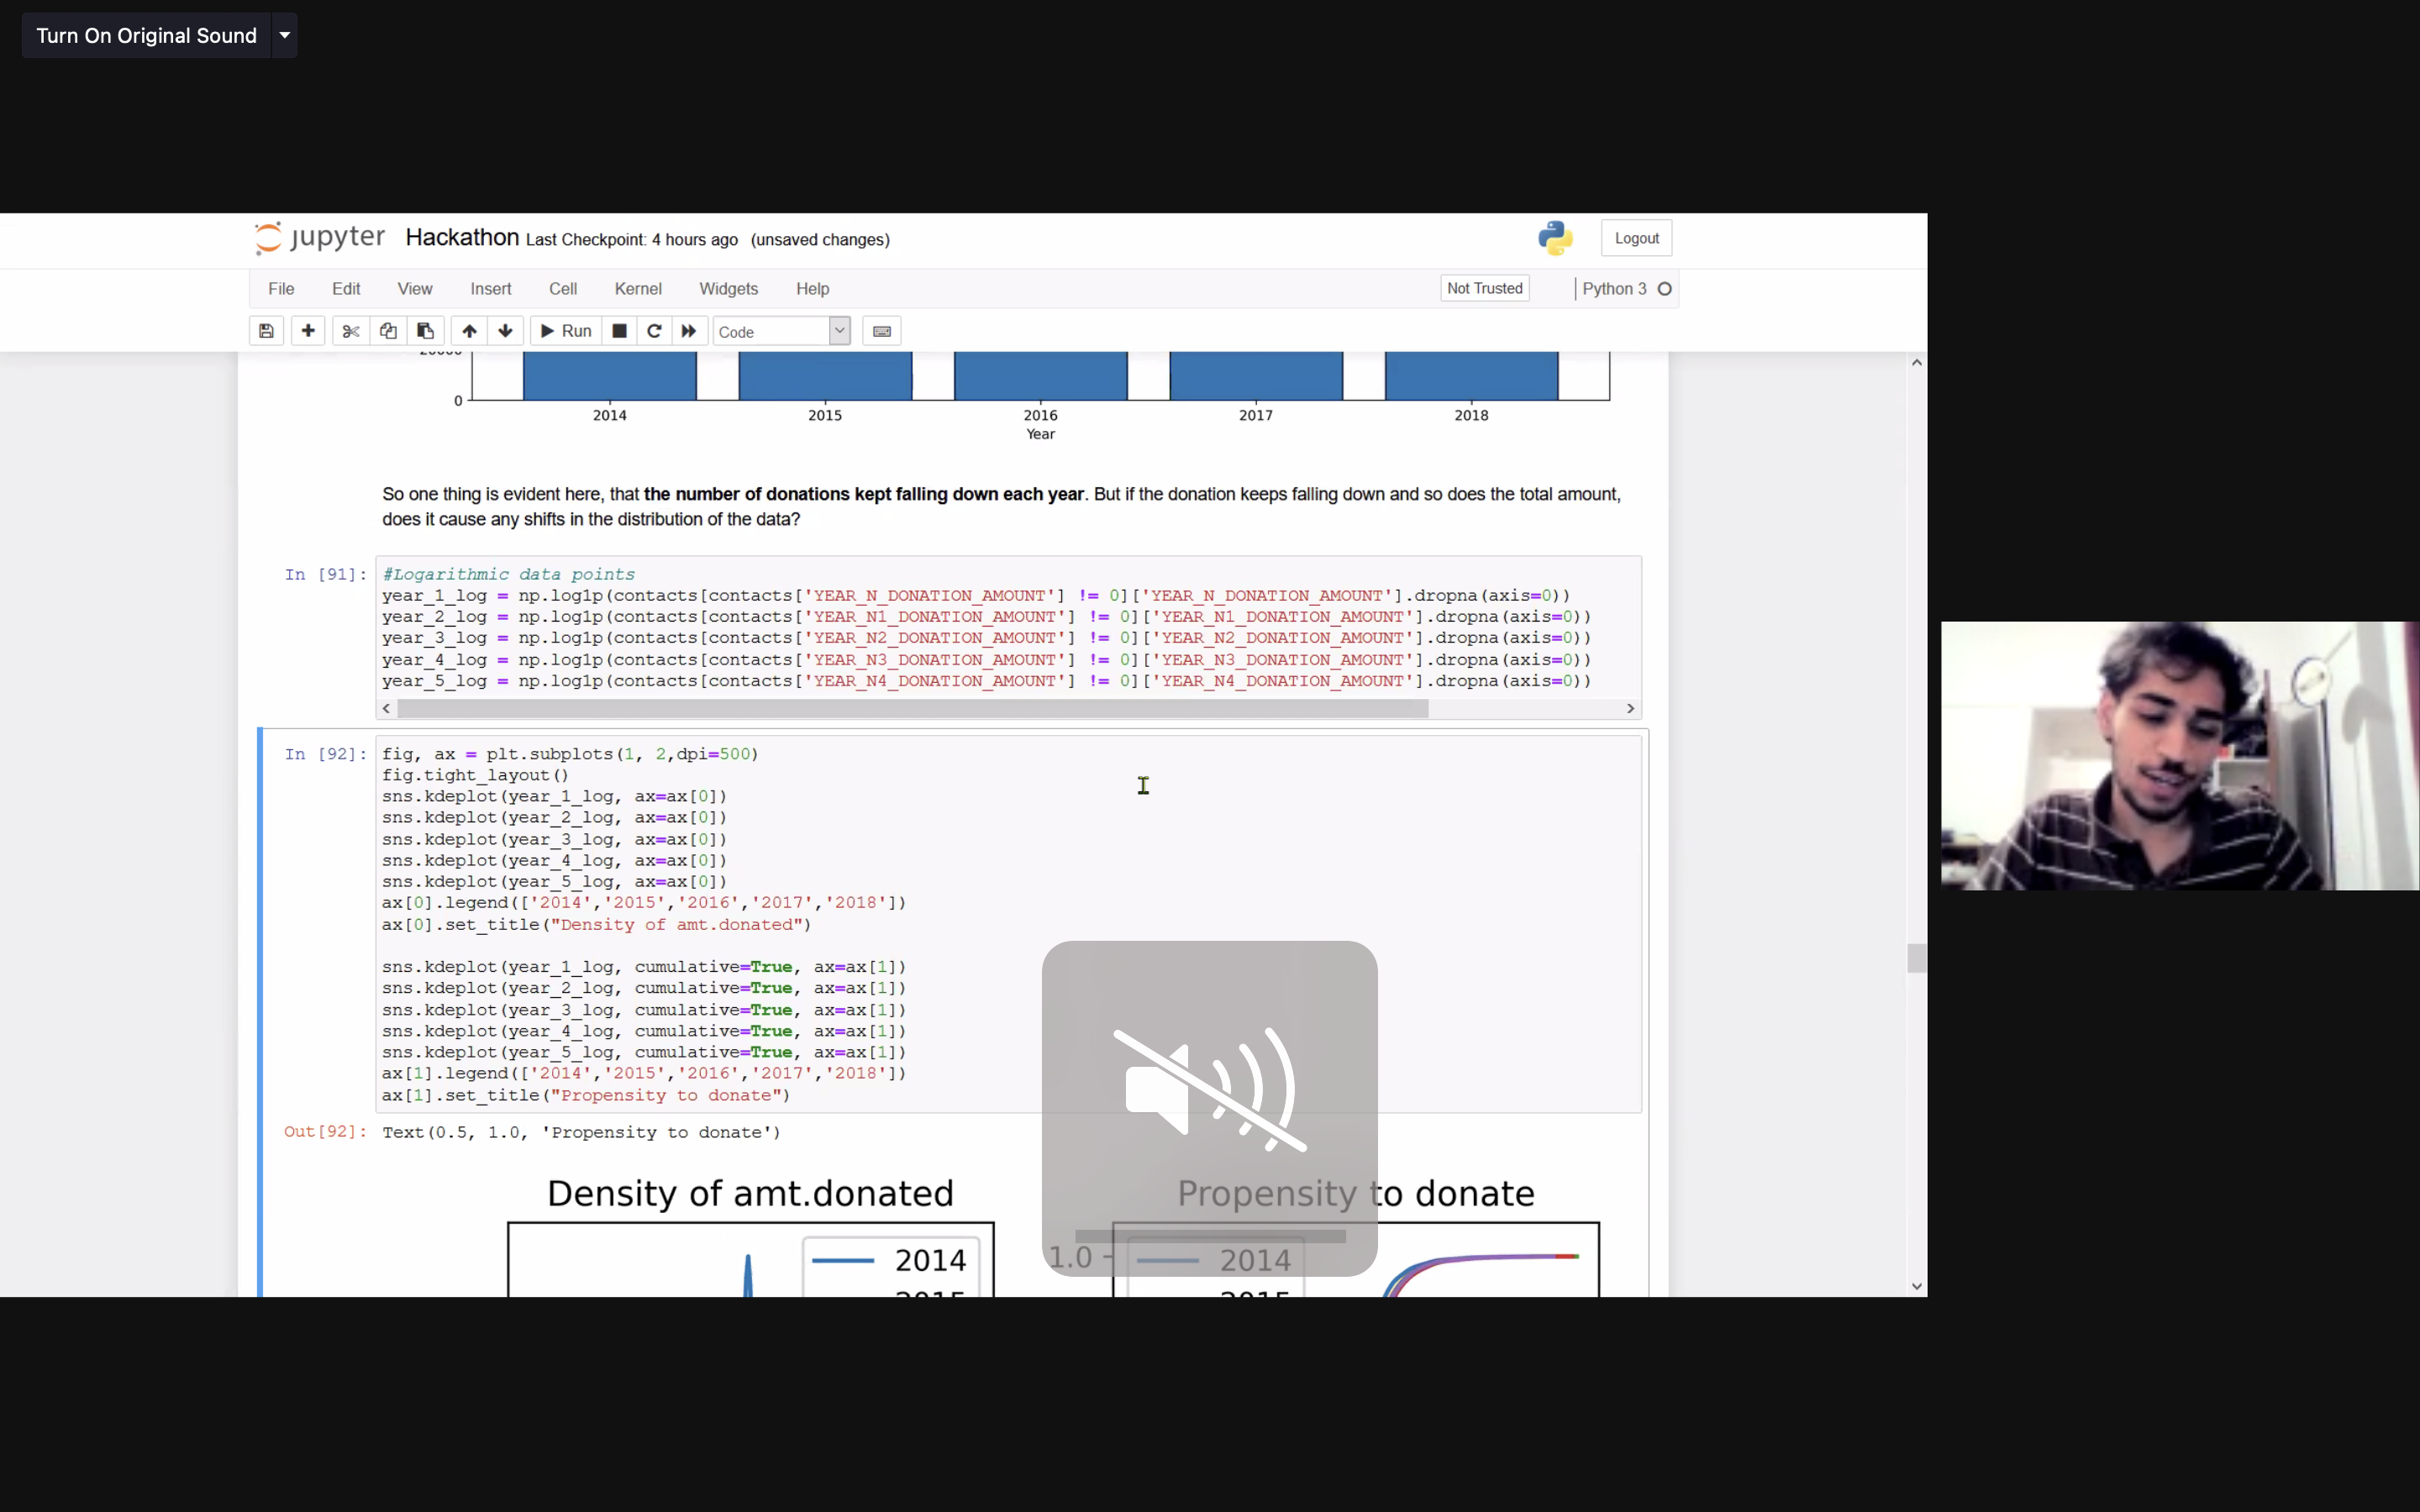 Turn On Original Sound
jupyter Hackathon Last Checkpoint: 4 hours ago (unsaved changes)
Logout
File Edit View Insert Cell Kernel Widgets Help
Not Trusted
Python 3
Run
Code
0
2014 2015 2016 2017 2018
Year
So one thing is evident here, that the number of donations kept falling down each year. But if the donation keeps falling down and so does the total amount,
does it cause any shifts in the distribution of the data?
In [91]:
#Logarithmic data points
year_1_log = np.log1p(contacts[contacts['YEAR_N_DONATION_AMOUNT'] != 0]['YEAR_N_DONATION_AMOUNT'].dropna(axis=0))
year_2_log = np.log1p(contacts[contacts['YEAR_N1_DONATION_AMOUNT'] != 0]['YEAR_N1_DONATION_AMOUNT'].dropna(axis=0))
year_3_log = np.log1p(contacts[contacts['YEAR_N2_DONATION_AMOUNT'] != 0]['YEAR_N2_DONATION_AMOUNT'].dropna(axis=0))
year_4_log = np.log1p(contacts[contacts['YEAR_N3_DONATION_AMOUNT'] != 0]['YEAR_N3_DONATION_AMOUNT'].dropna(axis=0))
year_5_log = np.log1p(contacts[contacts['YEAR_N4_DONATION_AMOUNT'] != 0]['YEAR_N4_DONATION_AMOUNT'].dropna(axis=0))
In [92]:
fig, ax = plt.subplots(1, 2,dpi=500)
fig.tight_layout()
sns.kdeplot(year_1_log, ax=ax[0])
sns.kdeplot(year_2_log, ax=ax[0])
sns.kdeplot(year_3_log, ax=ax[0])
sns.kdeplot(year_4_log, ax=ax[0])
sns.kdeplot(year_5_log, ax=ax[0])
ax[0].legend(['2014','2015','2016','2017','2018'])
ax[0].set_title("Density of amt.donated")
sns.kdeplot(year_1_log, cumulative=True, ax=ax[1])
sns.kdeplot(year_2_log, cumulative=True, ax=ax[1])
sns.kdeplot(year_3_log, cumulative=True, ax=ax[1])
sns.kdeplot(year_4_log, cumulative=True, ax=ax[1])
sns.kdeplot(year_5_log, cumulative=True, ax=ax[1])
ax[1].legend(['2014','2015','2016','2017','2018'])
ax[1].set_title("Propensity to donate")
Out[92]: Text(0.5, 1.0, 'Propensity to donate')
Density of amt.donated
Propensity to donate
2014
1.0
2014
2015
2015